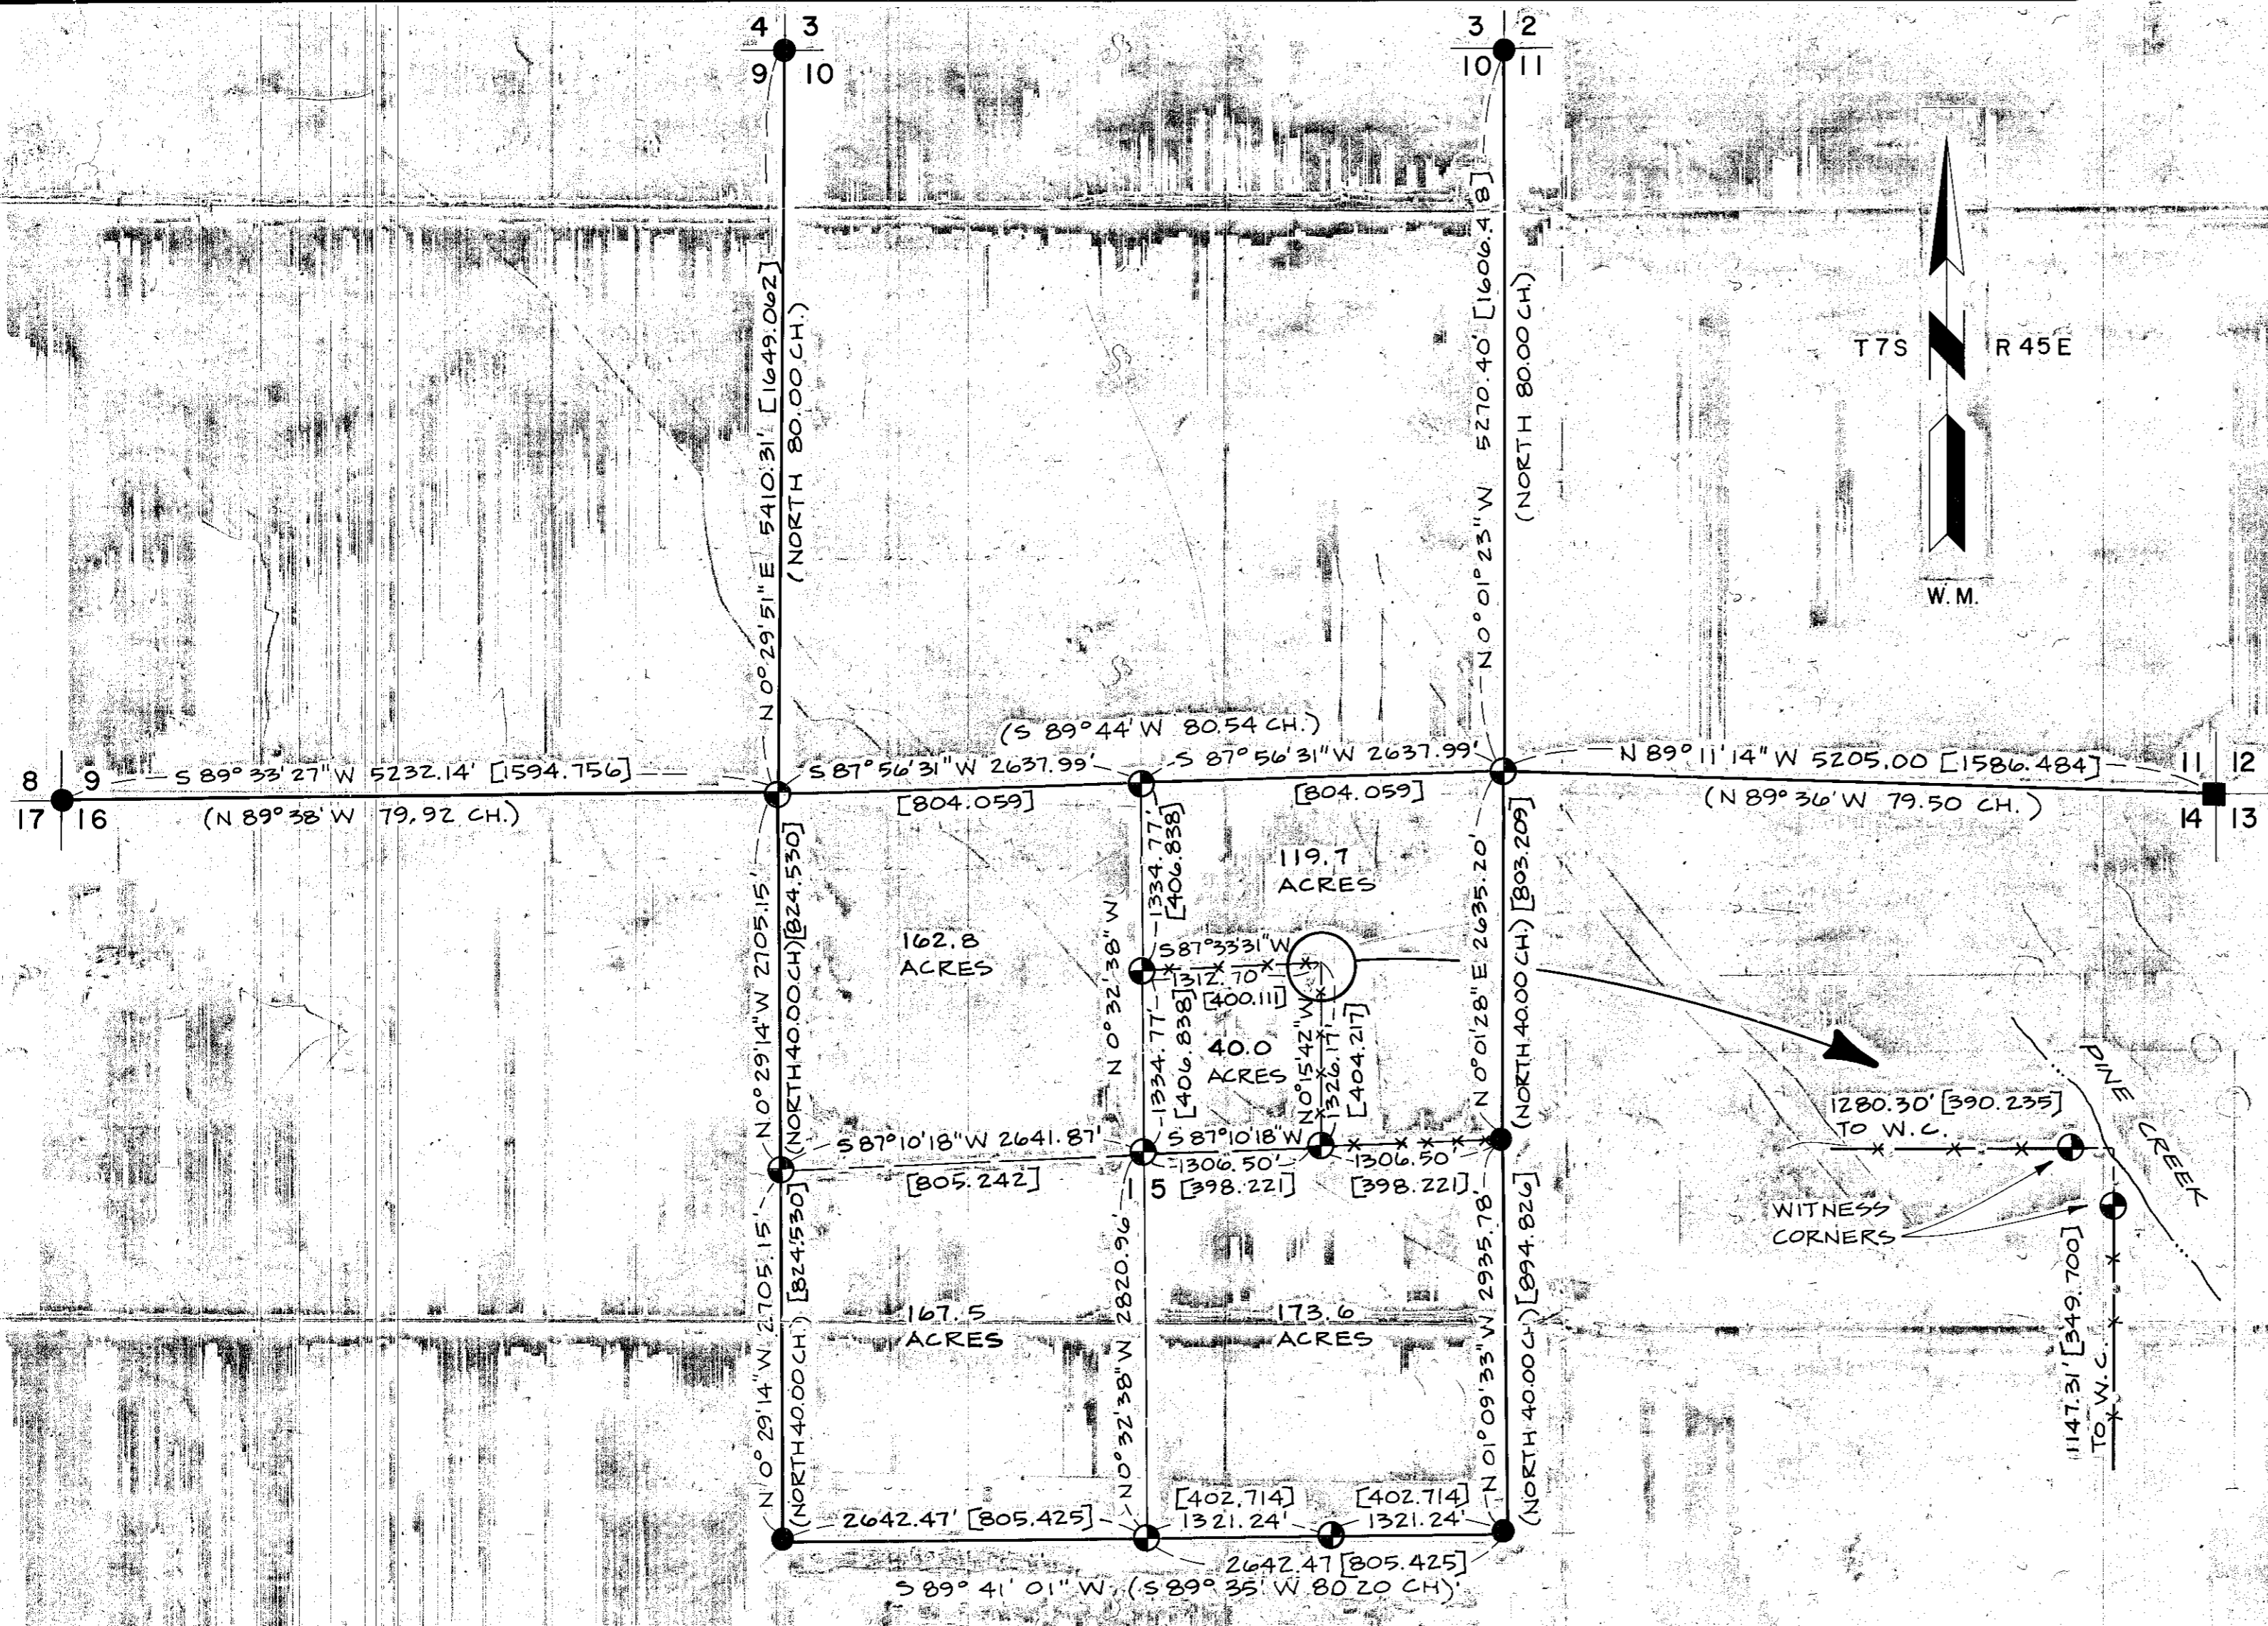 4 3
9 10
3 2
10 11
N 0° 29' 51" E 5410.31' [1649.062]
(NORTH 80.00 CH.)
N 0° 01' 23" W 5270.40' [1606.418]
(NORTH 80.00 CH.)
T 7S N R 45E
W. M.
8 9
17 16
S 89° 33' 27" W 5232.14' [1594.756]
(N 89° 38' W 79.92 CH.)
(S 89° 44' W 80.54 CH.)
S 87° 56' 31" W 2637.99'
[804.059]
S 87° 56' 31" W 2637.99'
[804.059]
N 89° 11' 14" W 5205.00 [1586.484]
(N 89° 36' W 79.50 CH.)
11 12
14 13
N 0° 29' 14" W 2705.15'
(NORTH 40.00 CH) [824.530]
162.8
ACRES
N 0° 32' 38" W
1334.77'
[406.838]
119.7
ACRES
S 87° 33' 31" W
1312.70
[400.111]
1334.77'
[406.838]
40.0
ACRES
N 0° 15' 42" W
1326.17'
[404.217]
N 0° 01' 28" E 2635.20'
(NORTH 40.00 CH.) [803.209]
S 87° 10' 18" W 2641.87'
[805.242]
S 87° 10' 18" W
1306.50'
[398.221]
1306.50'
[398.221]
15
PINE CREEK
1280.30' [390.235]
TO W.C.
WITNESS
CORNERS
1147.31' [349.700]
TO W.C.
N 0° 29' 14" W 2705.15'
(NORTH 40.00 CH.) [824.530]
167.5
ACRES
N 0° 32' 38" W 2820.96'
173.6
ACRES
N 01° 09' 33" W 2935.78'
(NORTH 40.00 CH) [894.826]
2642.47' [805.425]
[402.714]
1321.24'
[402.714]
1321.24'
2642.47 [805.425]
S 89° 41' 01" W (S 89° 35' W 80 20 CH)